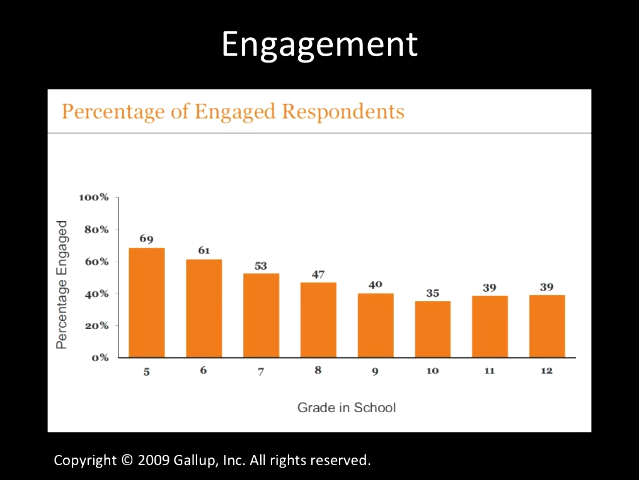 Engagement
Percentage of Engaged Respondents
100%
80%
60%
40%
20%
0%
Percentage Engaged
69
61
53
47
40
35
39
39
5 6 7 8 9 10 11 12
Grade in School
Copyright © 2009 Gallup, Inc. All rights reserved.